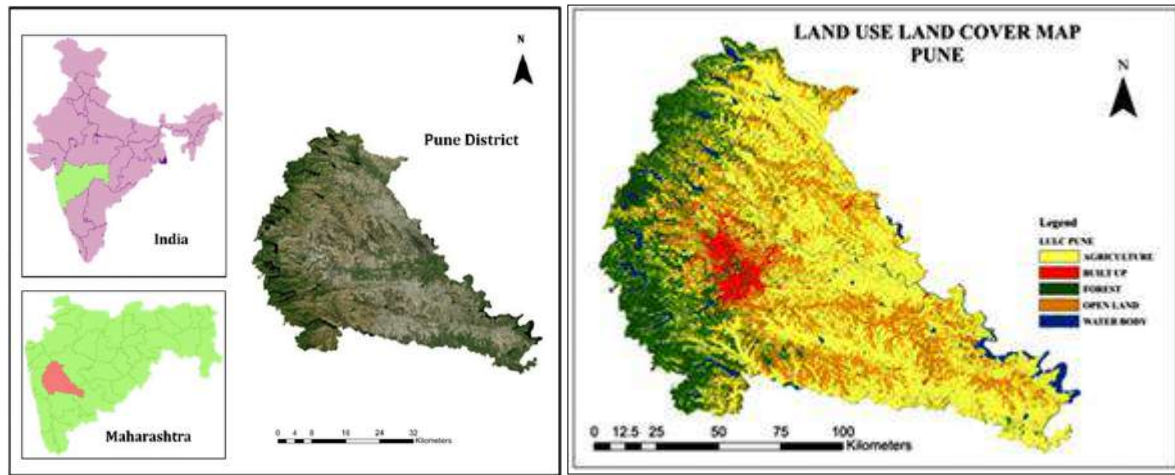 N
Pune District
India
Maharashtra
0 4 8 16 24 32
Kilometers
LAND USE LAND COVER MAP
PUNE
N
Legend
LULC PUNE
AGRICULTURE
BUILT UP
FOREST
OPEN LAND
WATER BODY
0 12.5 25 50 75 100
Kilometers